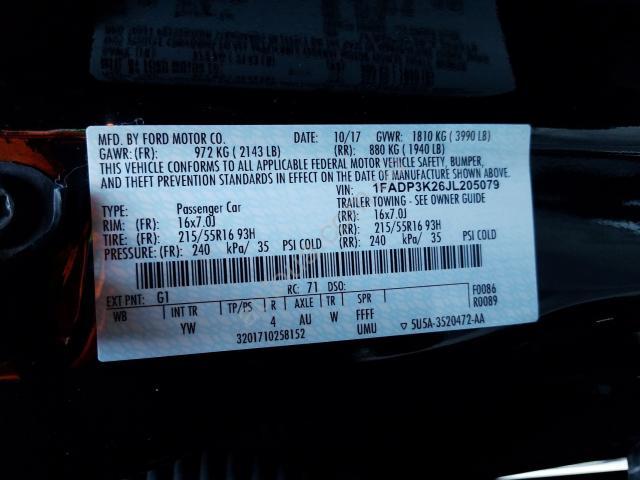 MFD. BY FORD MOTOR CO. DATE: 10/17 GVWR: 1810 KG ( 3990 LB)
GAWR: (FR): 972 KG ( 2143 LB) (RR): 880 KG ( 1940 LB)
THIS VEHICLE CONFORMS TO ALL APPLICABLE FEDERAL MOTOR VEHICLE SAFETY, BUMPER,
AND THEFT PREVENTION STANDARDS IN EFFECT ON THE DATE OF MANUFACTURE SHOWN ABOVE.
VIN: 1FADP3K26JL205079
TYPE: Passenger Car TRAILER TOWING - SEE OWNER GUIDE
RIM: (FR): 16x7.0J (RR): 16x7.0J
TIRE: (FR): 215/55R16 93H (RR): 215/55R16 93H
PRESSURE: (FR) 240 kPa/ 35 PSI COLD (RR): 240 kPa/ 35 PSI COLD
EXT PNT: G1 RC: 71 DSO: F0086
WB INT TR TP/PS R AXLE TR SPR R0089
YW 4 AU W FFFF
3201710258152 UMU ▽ 5U5A-3520472-AA